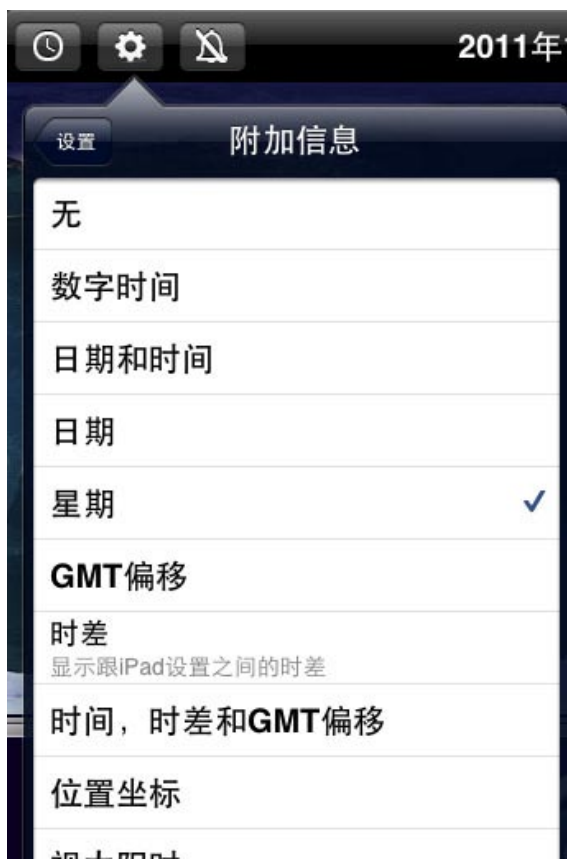 2011年
设置
附加信息
无
数字时间
日期和时间
日期
星期
GMT偏移
时差
显示跟iPad设置之间的时差
时间，时差和GMT偏移
位置坐标